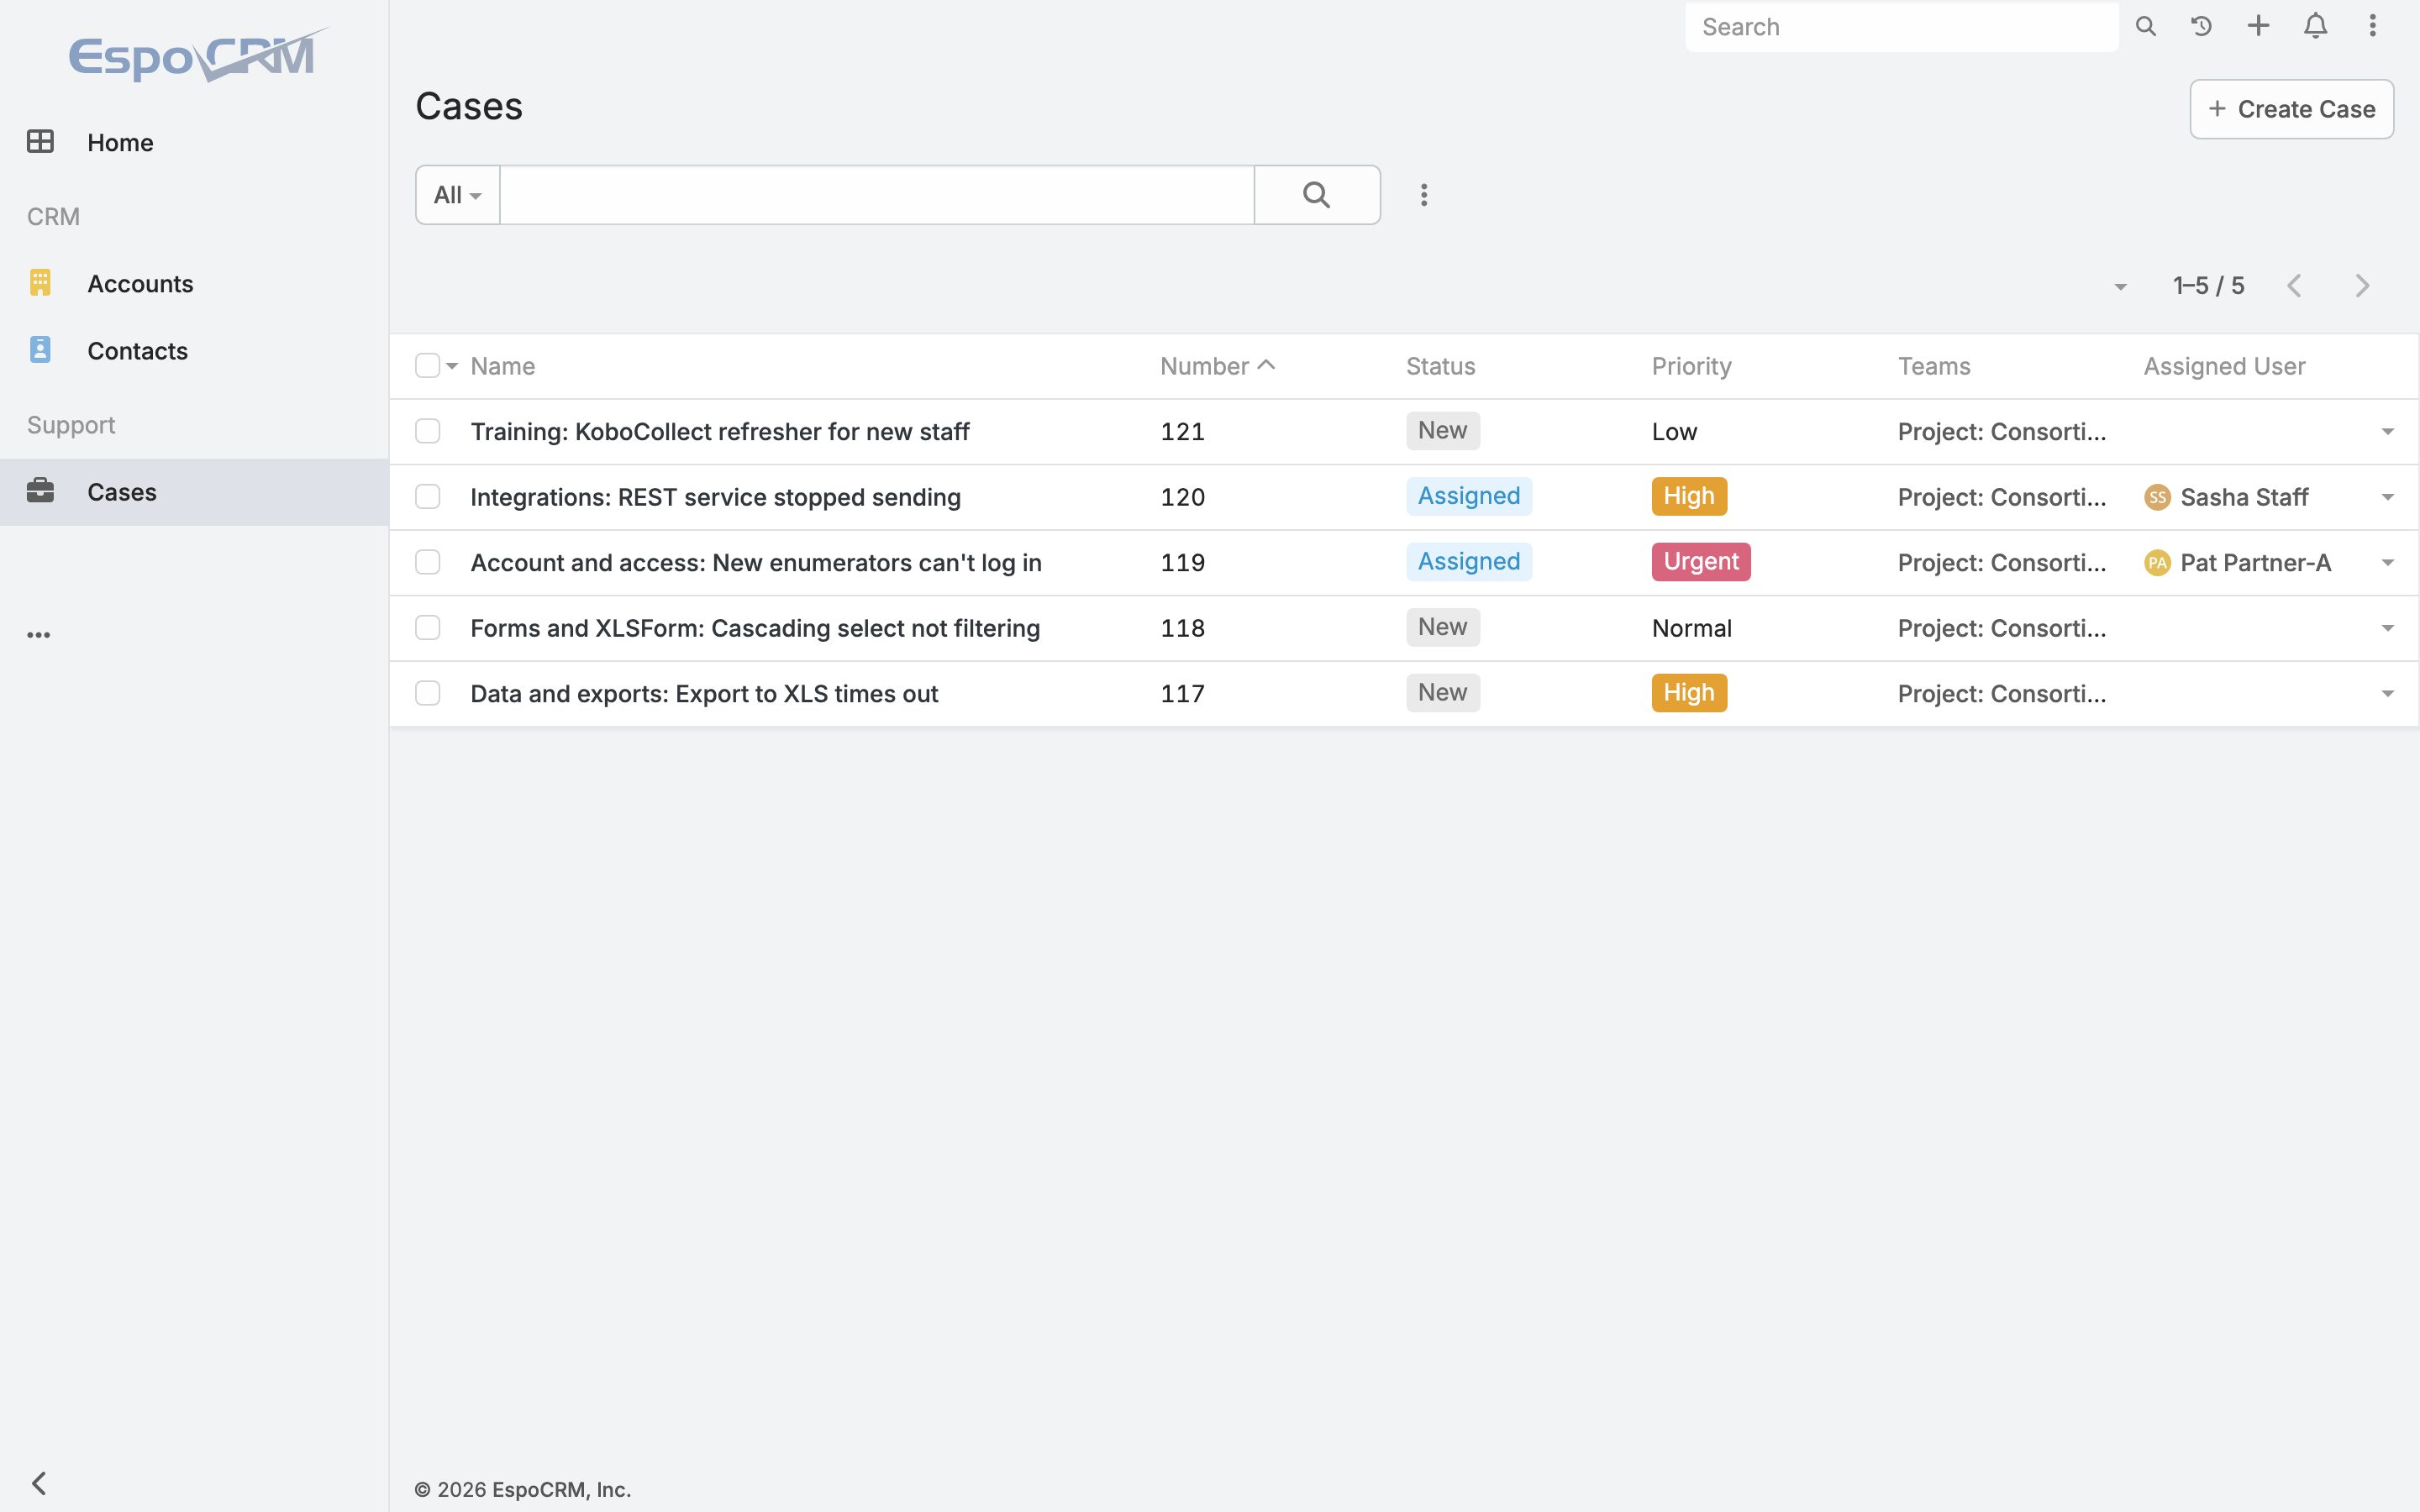 EspoCRM
Search
Home
CRM
Accounts
Contacts
Support
Cases
Cases
+ Create Case
All
1–5 / 5
Name Number Status Priority Teams Assigned User
Training: KoboCollect refresher for new staff 121 New Low Project: Consorti...
Integrations: REST service stopped sending 120 Assigned High Project: Consorti... SS Sasha Staff
Account and access: New enumerators can't log in 119 Assigned Urgent Project: Consorti... PA Pat Partner-A
Forms and XLSForm: Cascading select not filtering 118 New Normal Project: Consorti...
Data and exports: Export to XLS times out 117 New High Project: Consorti...
© 2026 EspoCRM, Inc.